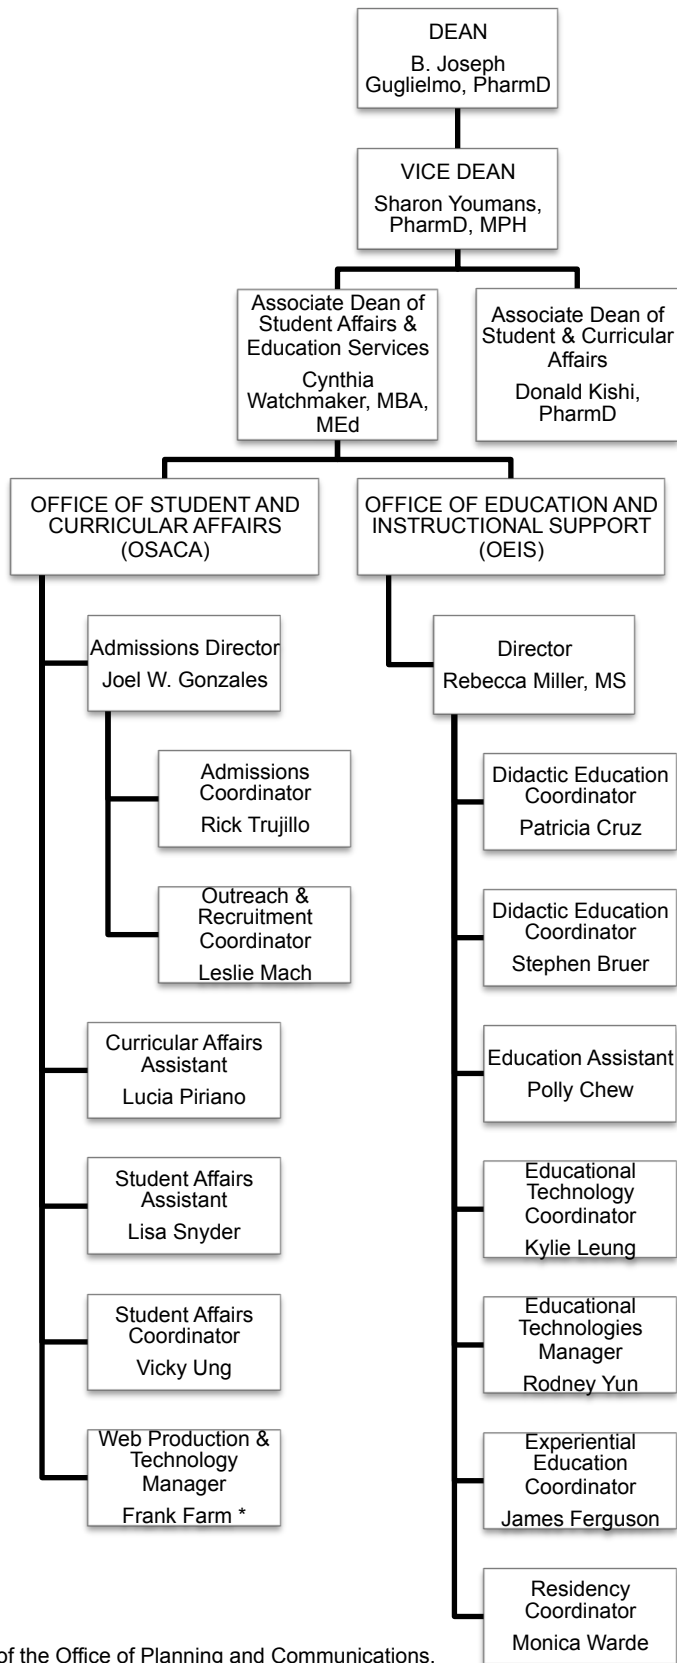 DEAN
B. Joseph
Guglielmo, PharmD
VICE DEAN
Sharon Youmans,
PharmD, MPH
Associate Dean of
Student Affairs &
Education Services
Cynthia
Watchmaker, MBA,
MEd
Associate Dean of
Student & Curricular
Affairs
Donald Kishi,
PharmD
OFFICE OF STUDENT AND
CURRICULAR AFFAIRS
(OSACA)
OFFICE OF EDUCATION AND
INSTRUCTIONAL SUPPORT
(OEIS)
Admissions Director
Joel W. Gonzales
Admissions
Coordinator
Rick Trujillo
Outreach &
Recruitment
Coordinator
Leslie Mach
Curricular Affairs
Assistant
Lucia Piriano
Student Affairs
Assistant
Lisa Snyder
Student Affairs
Coordinator
Vicky Ung
Web Production &
Technology
Manager
Frank Farm *
Director
Rebecca Miller, MS
Didactic Education
Coordinator
Patricia Cruz
Didactic Education
Coordinator
Stephen Bruer
Education Assistant
Polly Chew
Educational
Technology
Coordinator
Kylie Leung
Educational
Technologies
Manager
Rodney Yun
Experiential
Education
Coordinator
James Ferguson
Residency
Coordinator
Monica Warde
of the Office of Planning and Communications.